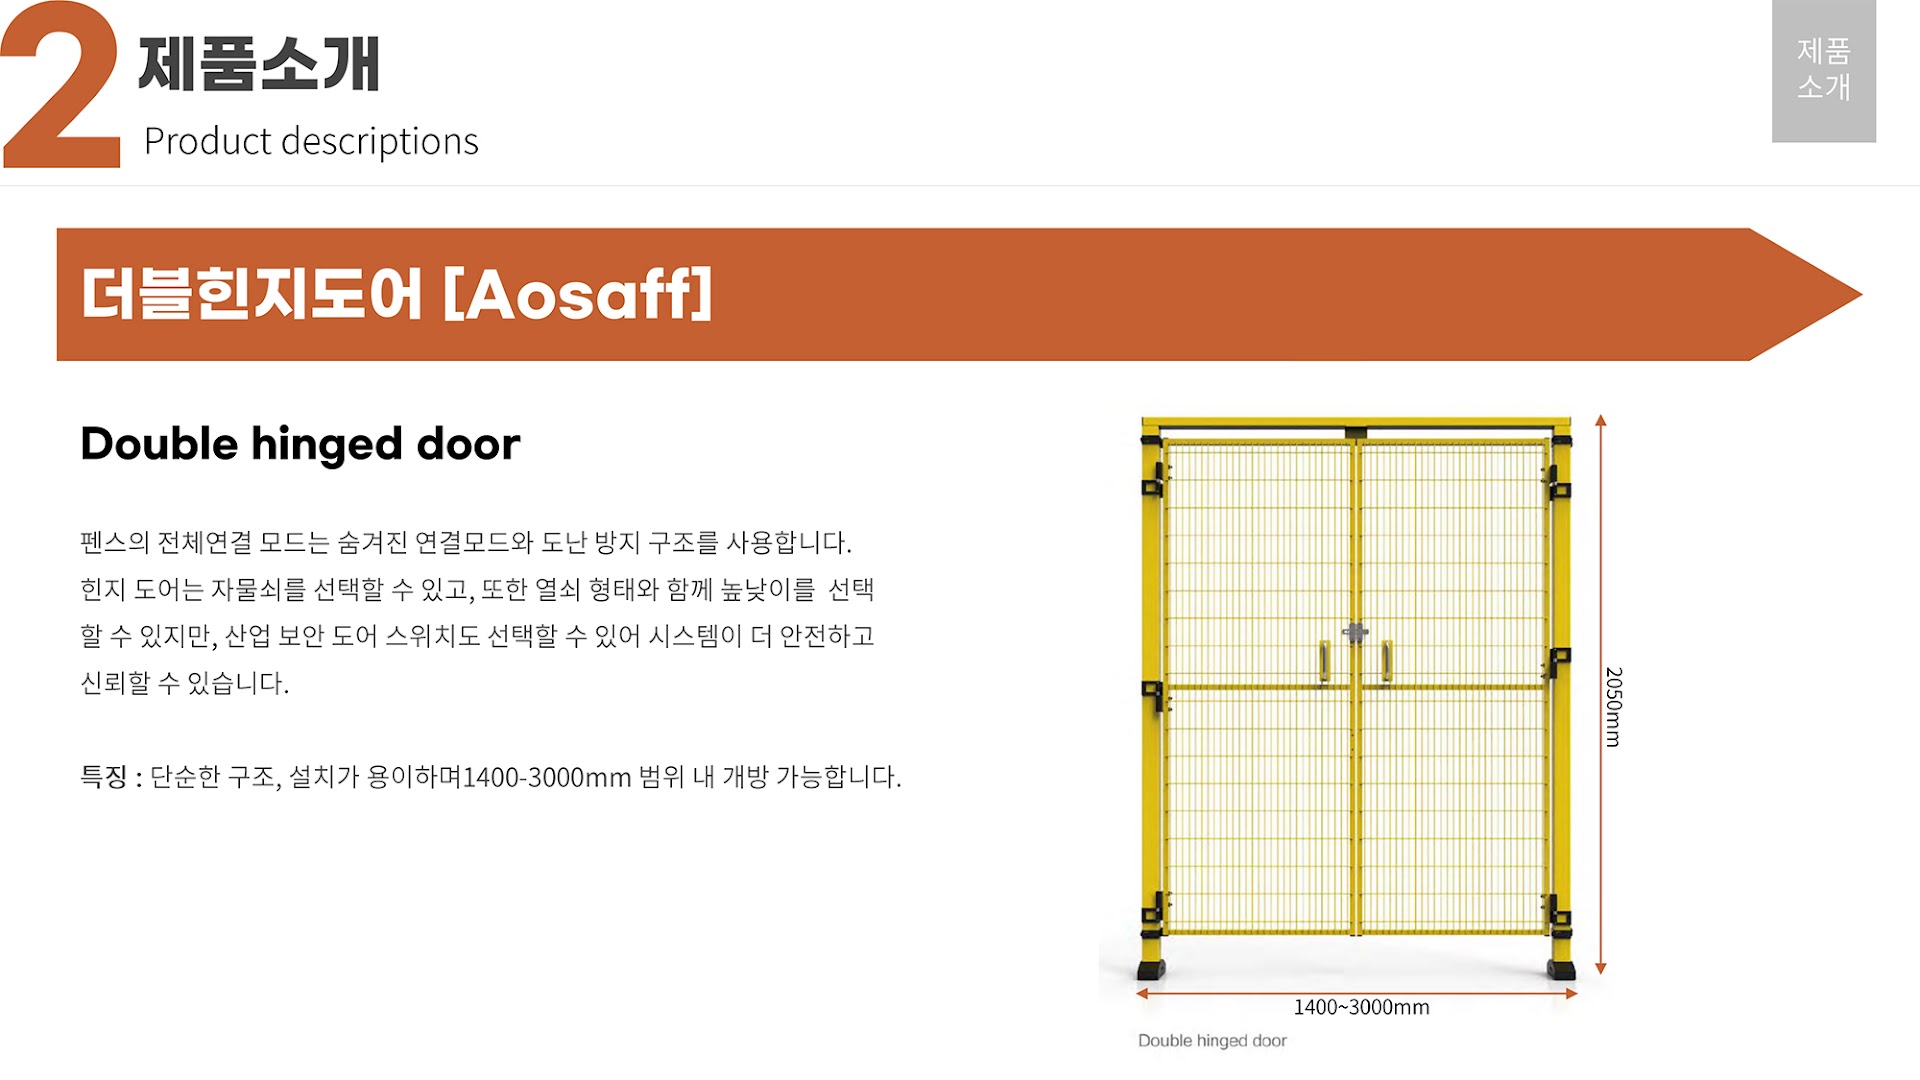 2
제품소개
Product descriptions
제품
소개
더블힌지도어 [Aosaff]
Double hinged door
펜스의 전체연결 모드는 숨겨진 연결모드와 도난 방지 구조를 사용합니다.
힌지 도어는 자물쇠를 선택할 수 있고, 또한 열쇠 형태와 함께 높낮이를 선택
할 수 있지만, 산업 보안 도어 스위치도 선택할 수 있어 시스템이 더 안전하고
신뢰할 수 있습니다.
특징 : 단순한 구조, 설치가 용이하며1400-3000mm 범위 내 개방 가능합니다.
2050mm
1400~3000mm
Double hinged door